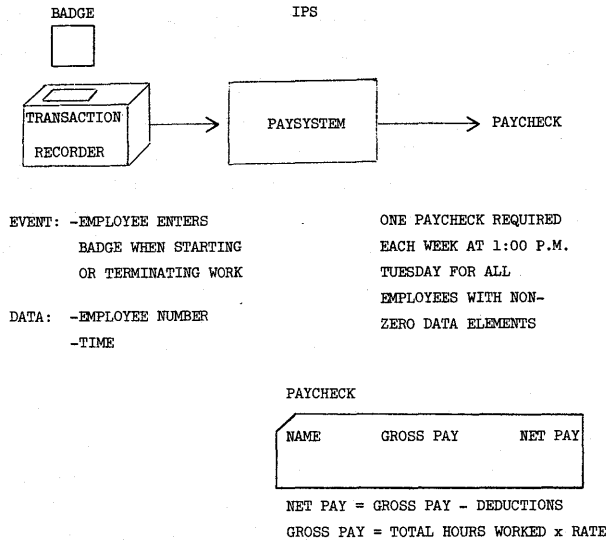 BADGE
IPS
TRANSACTION
RECORDER
PAYSYSTEM
PAYCHECK
EVENT: -EMPLOYEE ENTERS
BADGE WHEN STARTING
OR TERMINATING WORK
DATA: -EMPLOYEE NUMBER
-TIME
ONE PAYCHECK REQUIRED
EACH WEEK AT 1:00 P.M.
TUESDAY FOR ALL
EMPLOYEES WITH NON-
ZERO DATA ELEMENTS
PAYCHECK
NAME GROSS PAY NET PAY
NET PAY = GROSS PAY - DEDUCTIONS
GROSS PAY = TOTAL HOURS WORKED x RATE